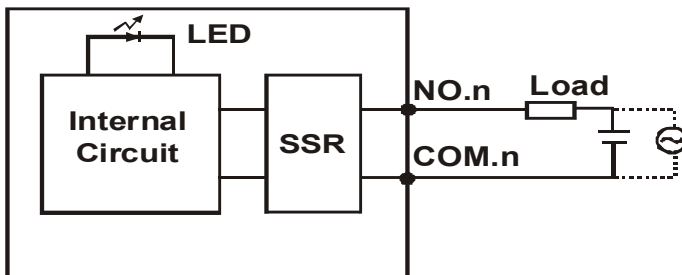 LED
NO.n
Load
Internal
Circuit
SSR
COM.n